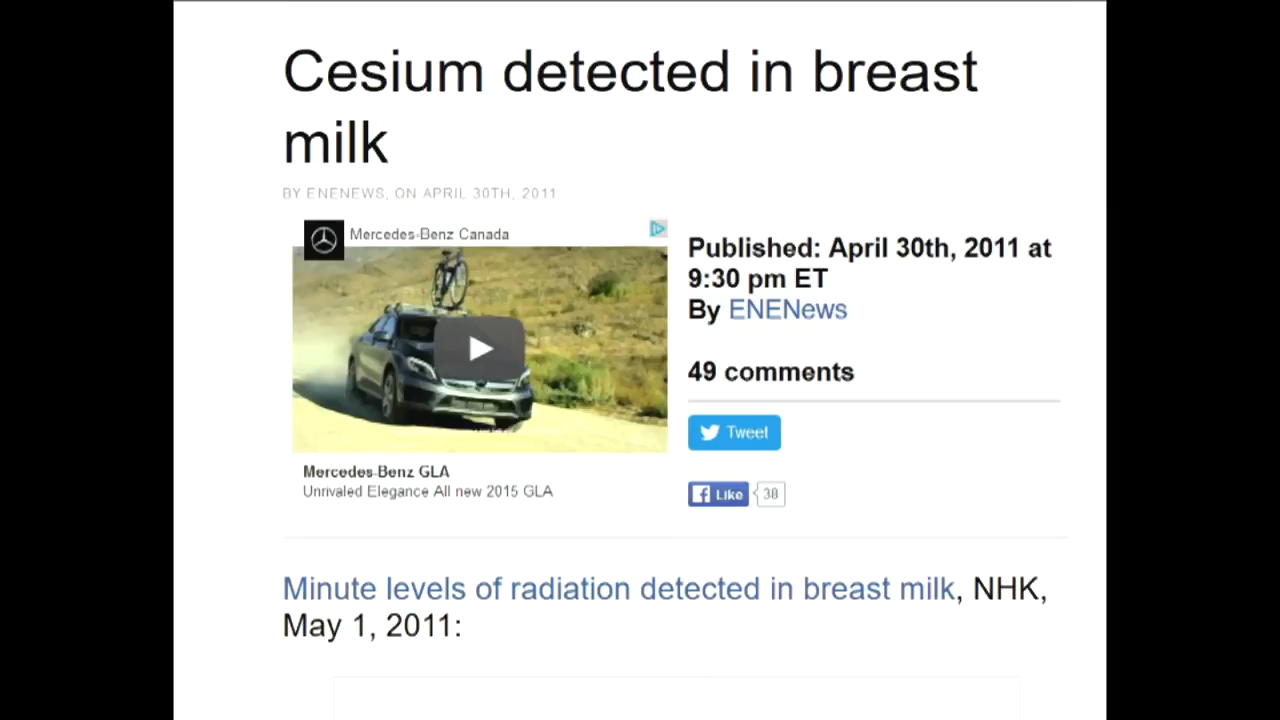 Cesium detected in breast
milk
BY ENENEWS, ON APRIL 30TH, 2011
Mercedes-Benz Canada
Published: April 30th, 2011 at
9:30 pm ET
By ENENews
49 comments
Tweet
Mercedes-Benz GLA
Unrivaled Elegance All new 2015 GLA
Like 38
Minute levels of radiation detected in breast milk, NHK,
May 1, 2011: